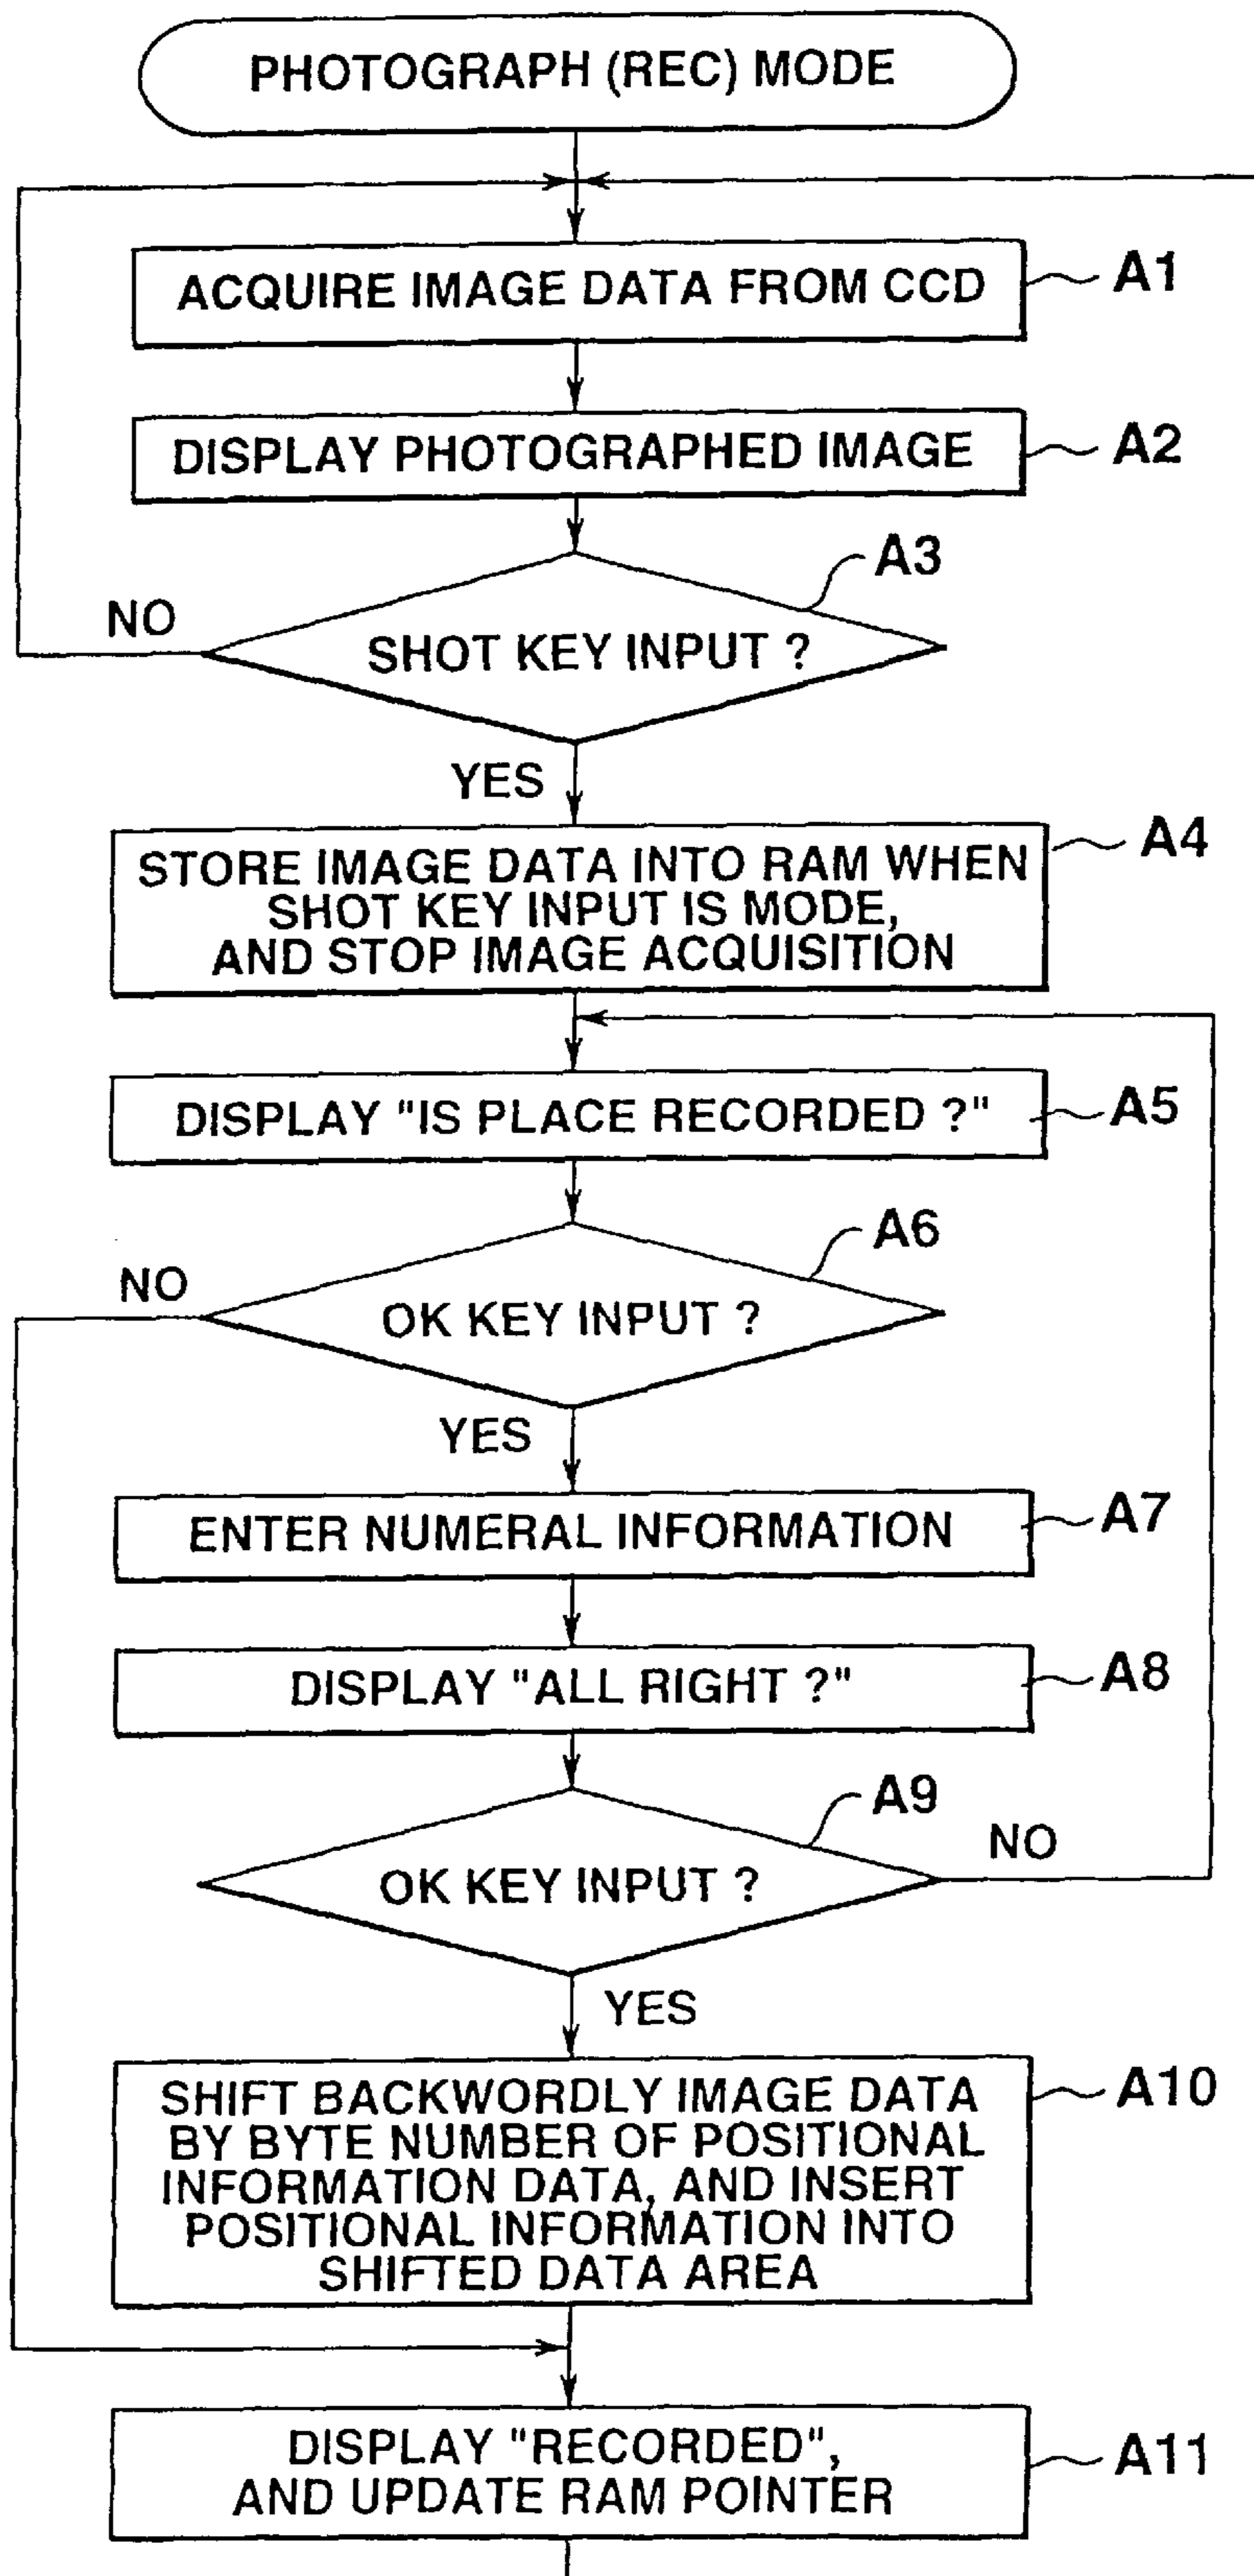 PHOTOGRAPH (REC) MODE
ACQUIRE IMAGE DATA FROM CCD
A1
DISPLAY PHOTOGRAPHED IMAGE
A2
A3
NO
SHOT KEY INPUT ?
YES
STORE IMAGE DATA INTO RAM WHEN
SHOT KEY INPUT IS MODE,
AND STOP IMAGE ACQUISITION
A4
DISPLAY "IS PLACE RECORDED ?"
A5
A6
NO
OK KEY INPUT ?
YES
ENTER NUMERAL INFORMATION
A7
DISPLAY "ALL RIGHT ?"
A8
A9
NO
OK KEY INPUT ?
YES
SHIFT BACKWORDLY IMAGE DATA
BY BYTE NUMBER OF POSITIONAL
INFORMATION DATA, AND INSERT
POSITIONAL INFORMATION INTO
SHIFTED DATA AREA
A10
DISPLAY "RECORDED",
AND UPDATE RAM POINTER
A11